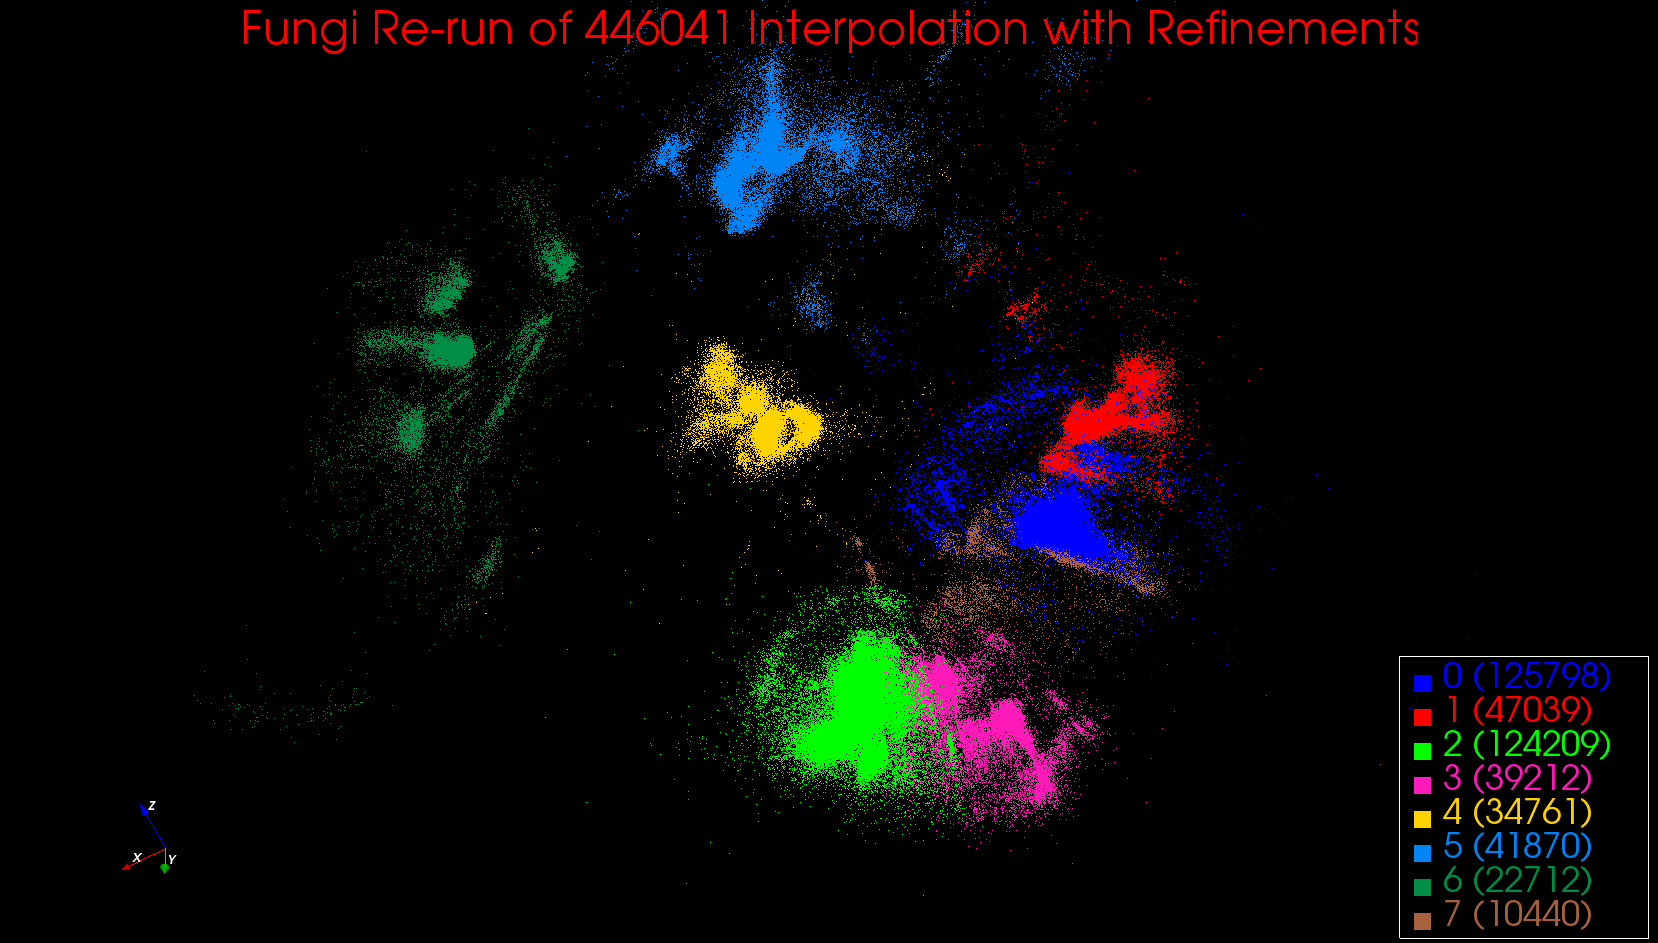 Fungi Re-run of 446041 Interpolation with Refinements
0 (125798)
1 (47039)
2 (124209)
3 (39212)
4 (34761)
5 (41870)
6 (22712)
7 (10440)
Z
X
Y